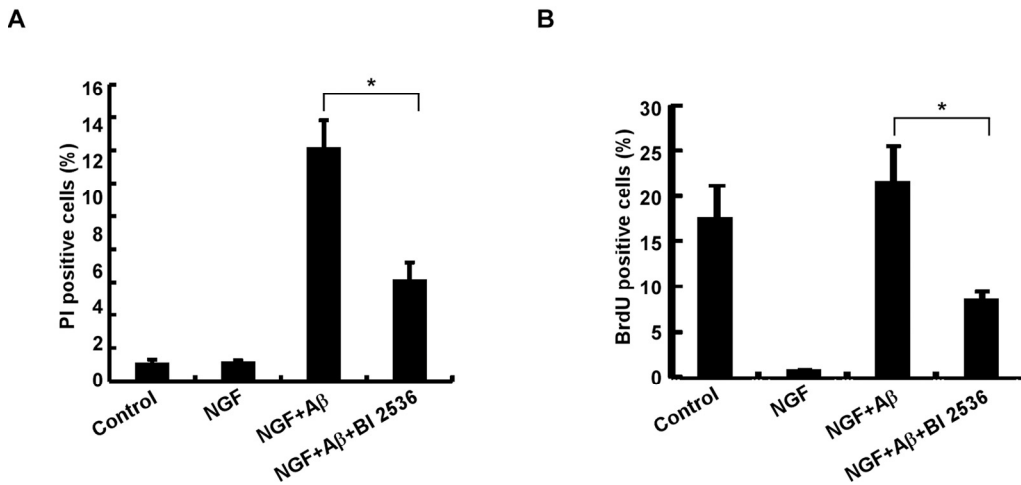 A
B
PI positive cells (%)
16
14
12
10
8
6
4
2
0
*
Control
NGF
NGF+Aβ
NGF+Aβ+BI 2536
BrdU positive cells (%)
30
25
20
15
10
5
0
*
Control
NGF
NGF+Aβ
NGF+Aβ+BI 2536